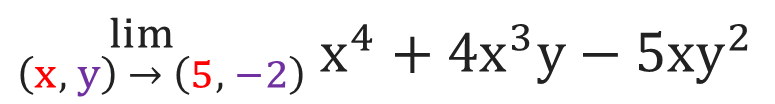 lim (x, y) → (5, −2) x⁴ + 4x³y − 5xy²